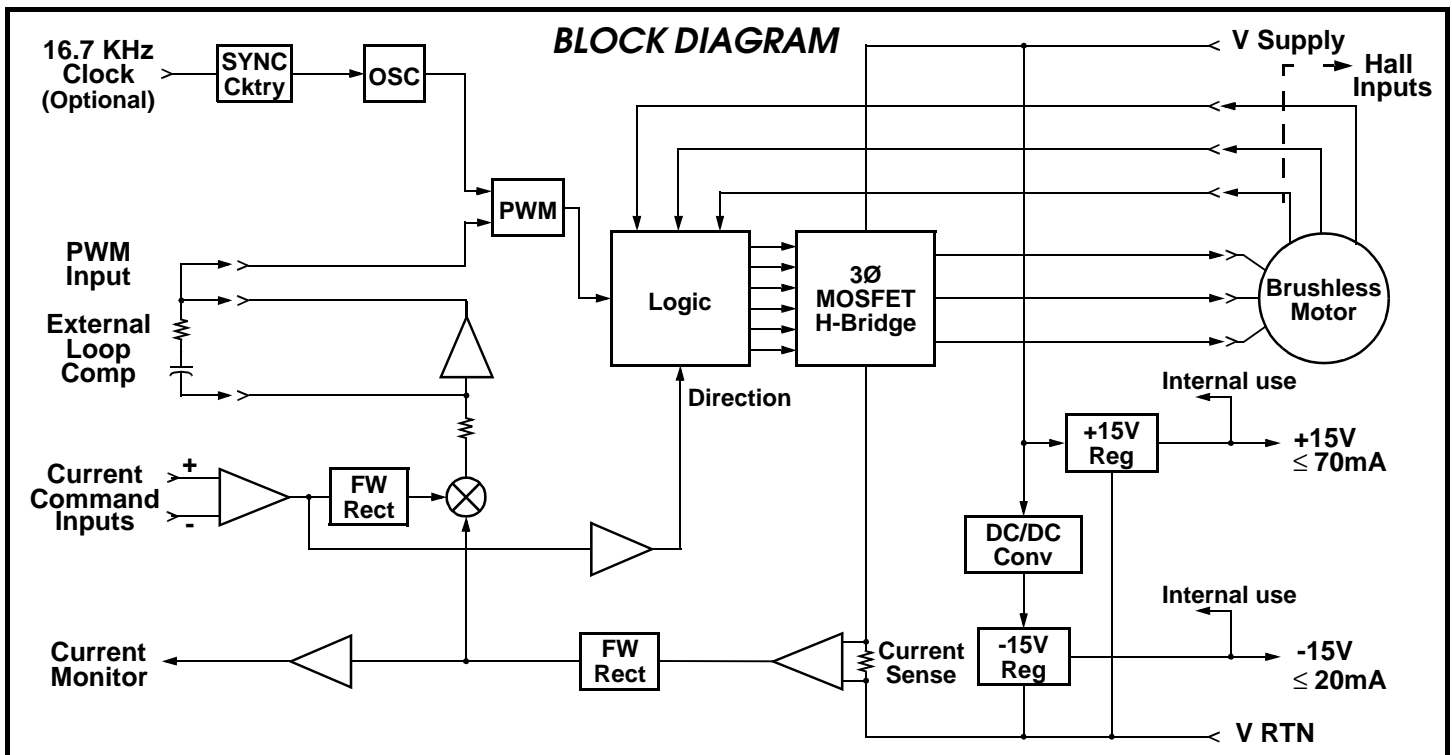 BLOCK DIAGRAM
16.7 KHz
Clock
(Optional)
SYNC
Cktry
OSC
V Supply
Hall
Inputs
PWM
PWM
Input
Logic
3Ø
MOSFET
H-Bridge
Brushless
Motor
External
Loop
Comp
Direction
Internal use
+15V
Reg
+15V
≤ 70mA
Current
Command
Inputs
+
-
FW
Rect
DC/DC
Conv
Internal use
Current
Monitor
FW
Rect
Current
Sense
-15V
Reg
-15V
≤ 20mA
V RTN